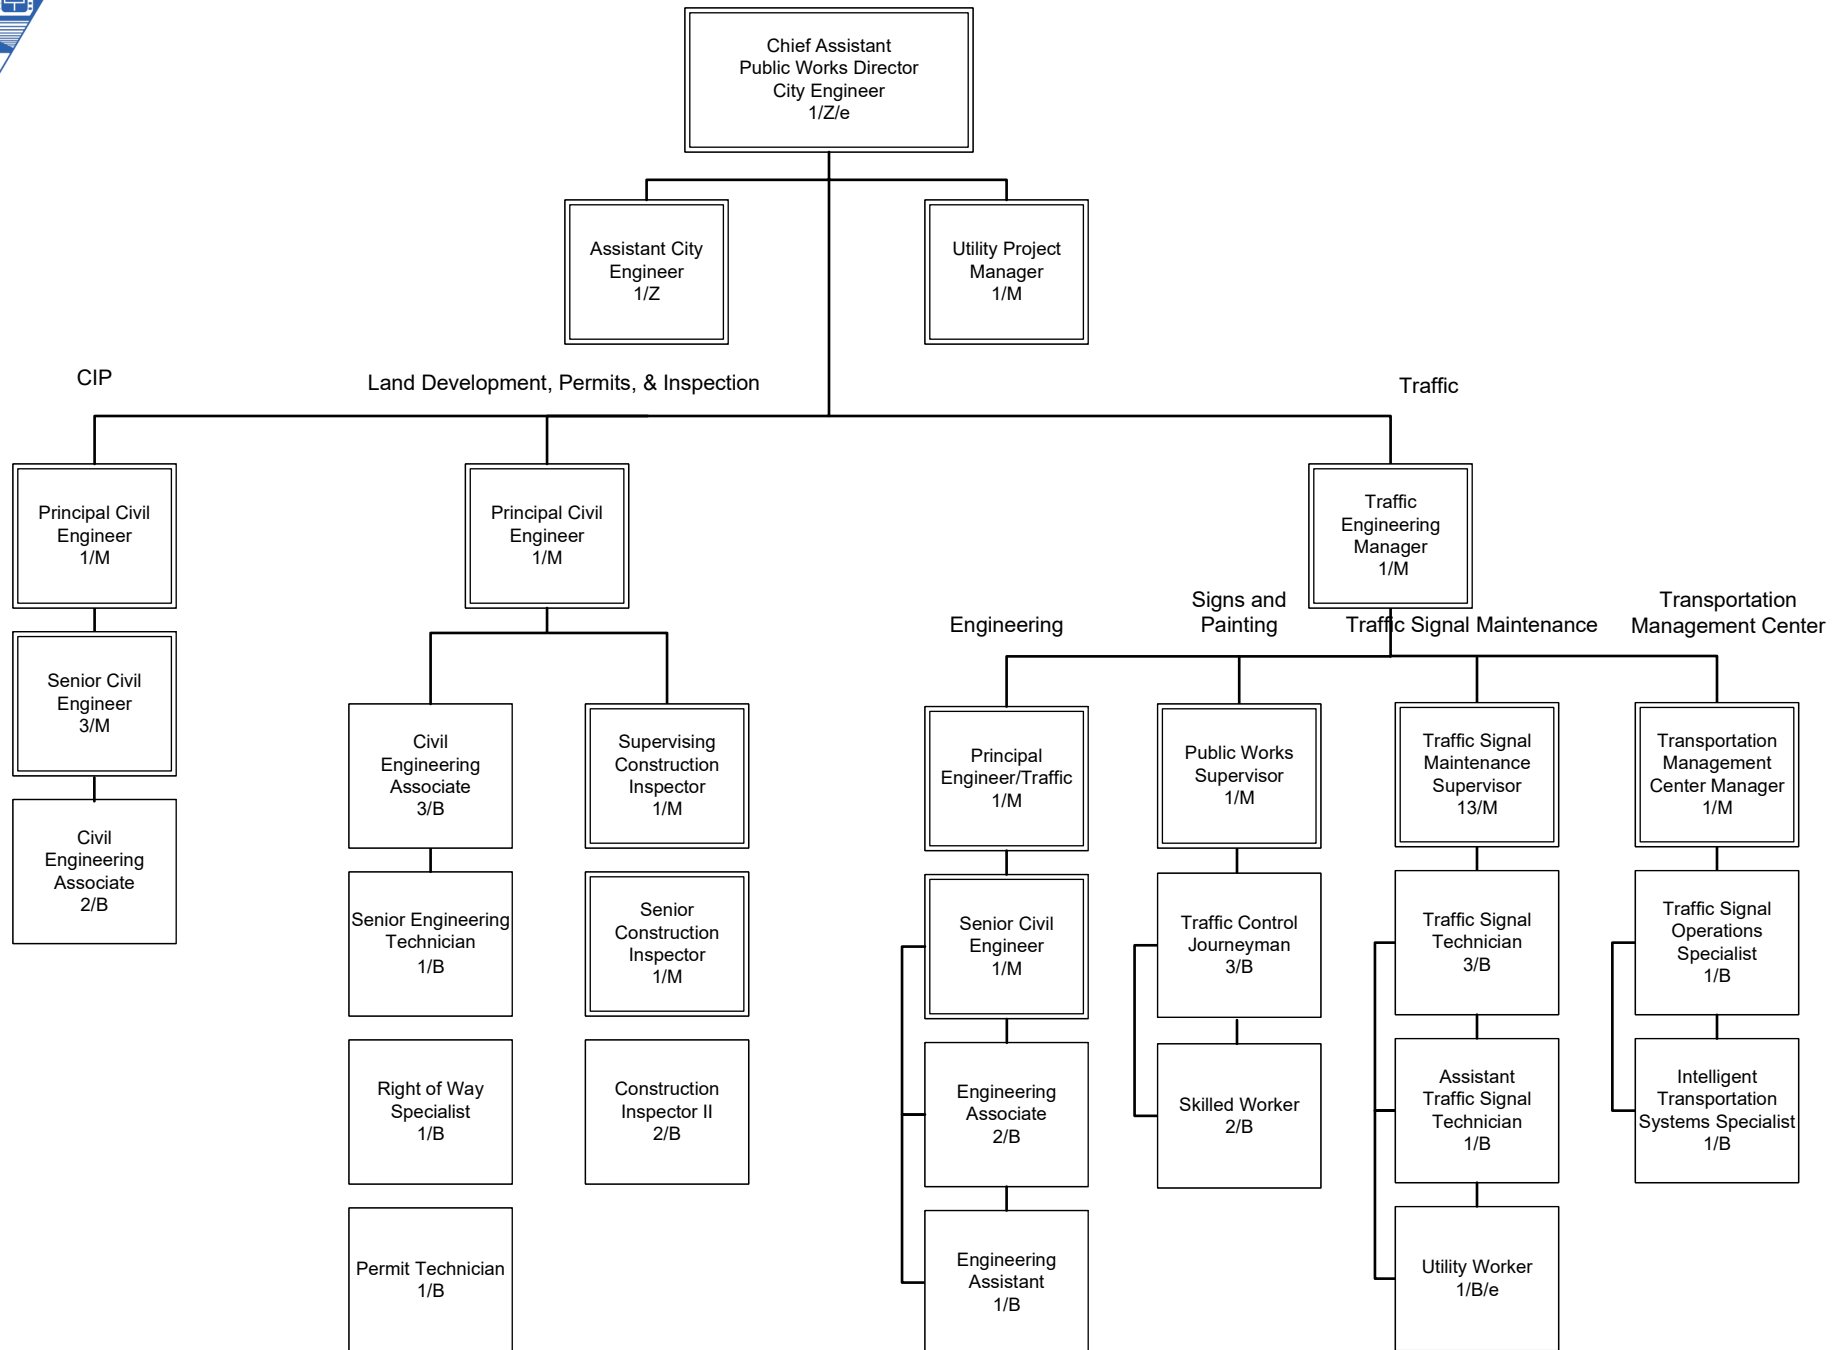 Chief Assistant
Public Works Director
City Engineer
1/Z/e
Assistant City
Engineer
1/Z
Utility Project
Manager
1/M
CIP
Land Development, Permits, & Inspection
Traffic
Principal Civil
Engineer
1/M
Senior Civil
Engineer
3/M
Civil
Engineering
Associate
2/B
Principal Civil
Engineer
1/M
Civil
Engineering
Associate
3/B
Senior Engineering
Technician
1/B
Right of Way
Specialist
1/B
Permit Technician
1/B
Supervising
Construction
Inspector
1/M
Senior
Construction
Inspector
1/M
Construction
Inspector II
2/B
Traffic
Engineering
Manager
1/M
Engineering
Principal
Engineer/Traffic
1/M
Senior Civil
Engineer
1/M
Engineering
Associate
2/B
Engineering
Assistant
1/B
Signs and
Painting
Public Works
Supervisor
1/M
Traffic Control
Journeyman
3/B
Skilled Worker
2/B
Traffic Signal Maintenance
Traffic Signal
Maintenance
Supervisor
13/M
Traffic Signal
Technician
3/B
Assistant
Traffic Signal
Technician
1/B
Utility Worker
1/B/e
Transportation
Management Center
Transportation
Management
Center Manager
1/M
Traffic Signal
Operations
Specialist
1/B
Intelligent
Transportation
Systems Specialist
1/B